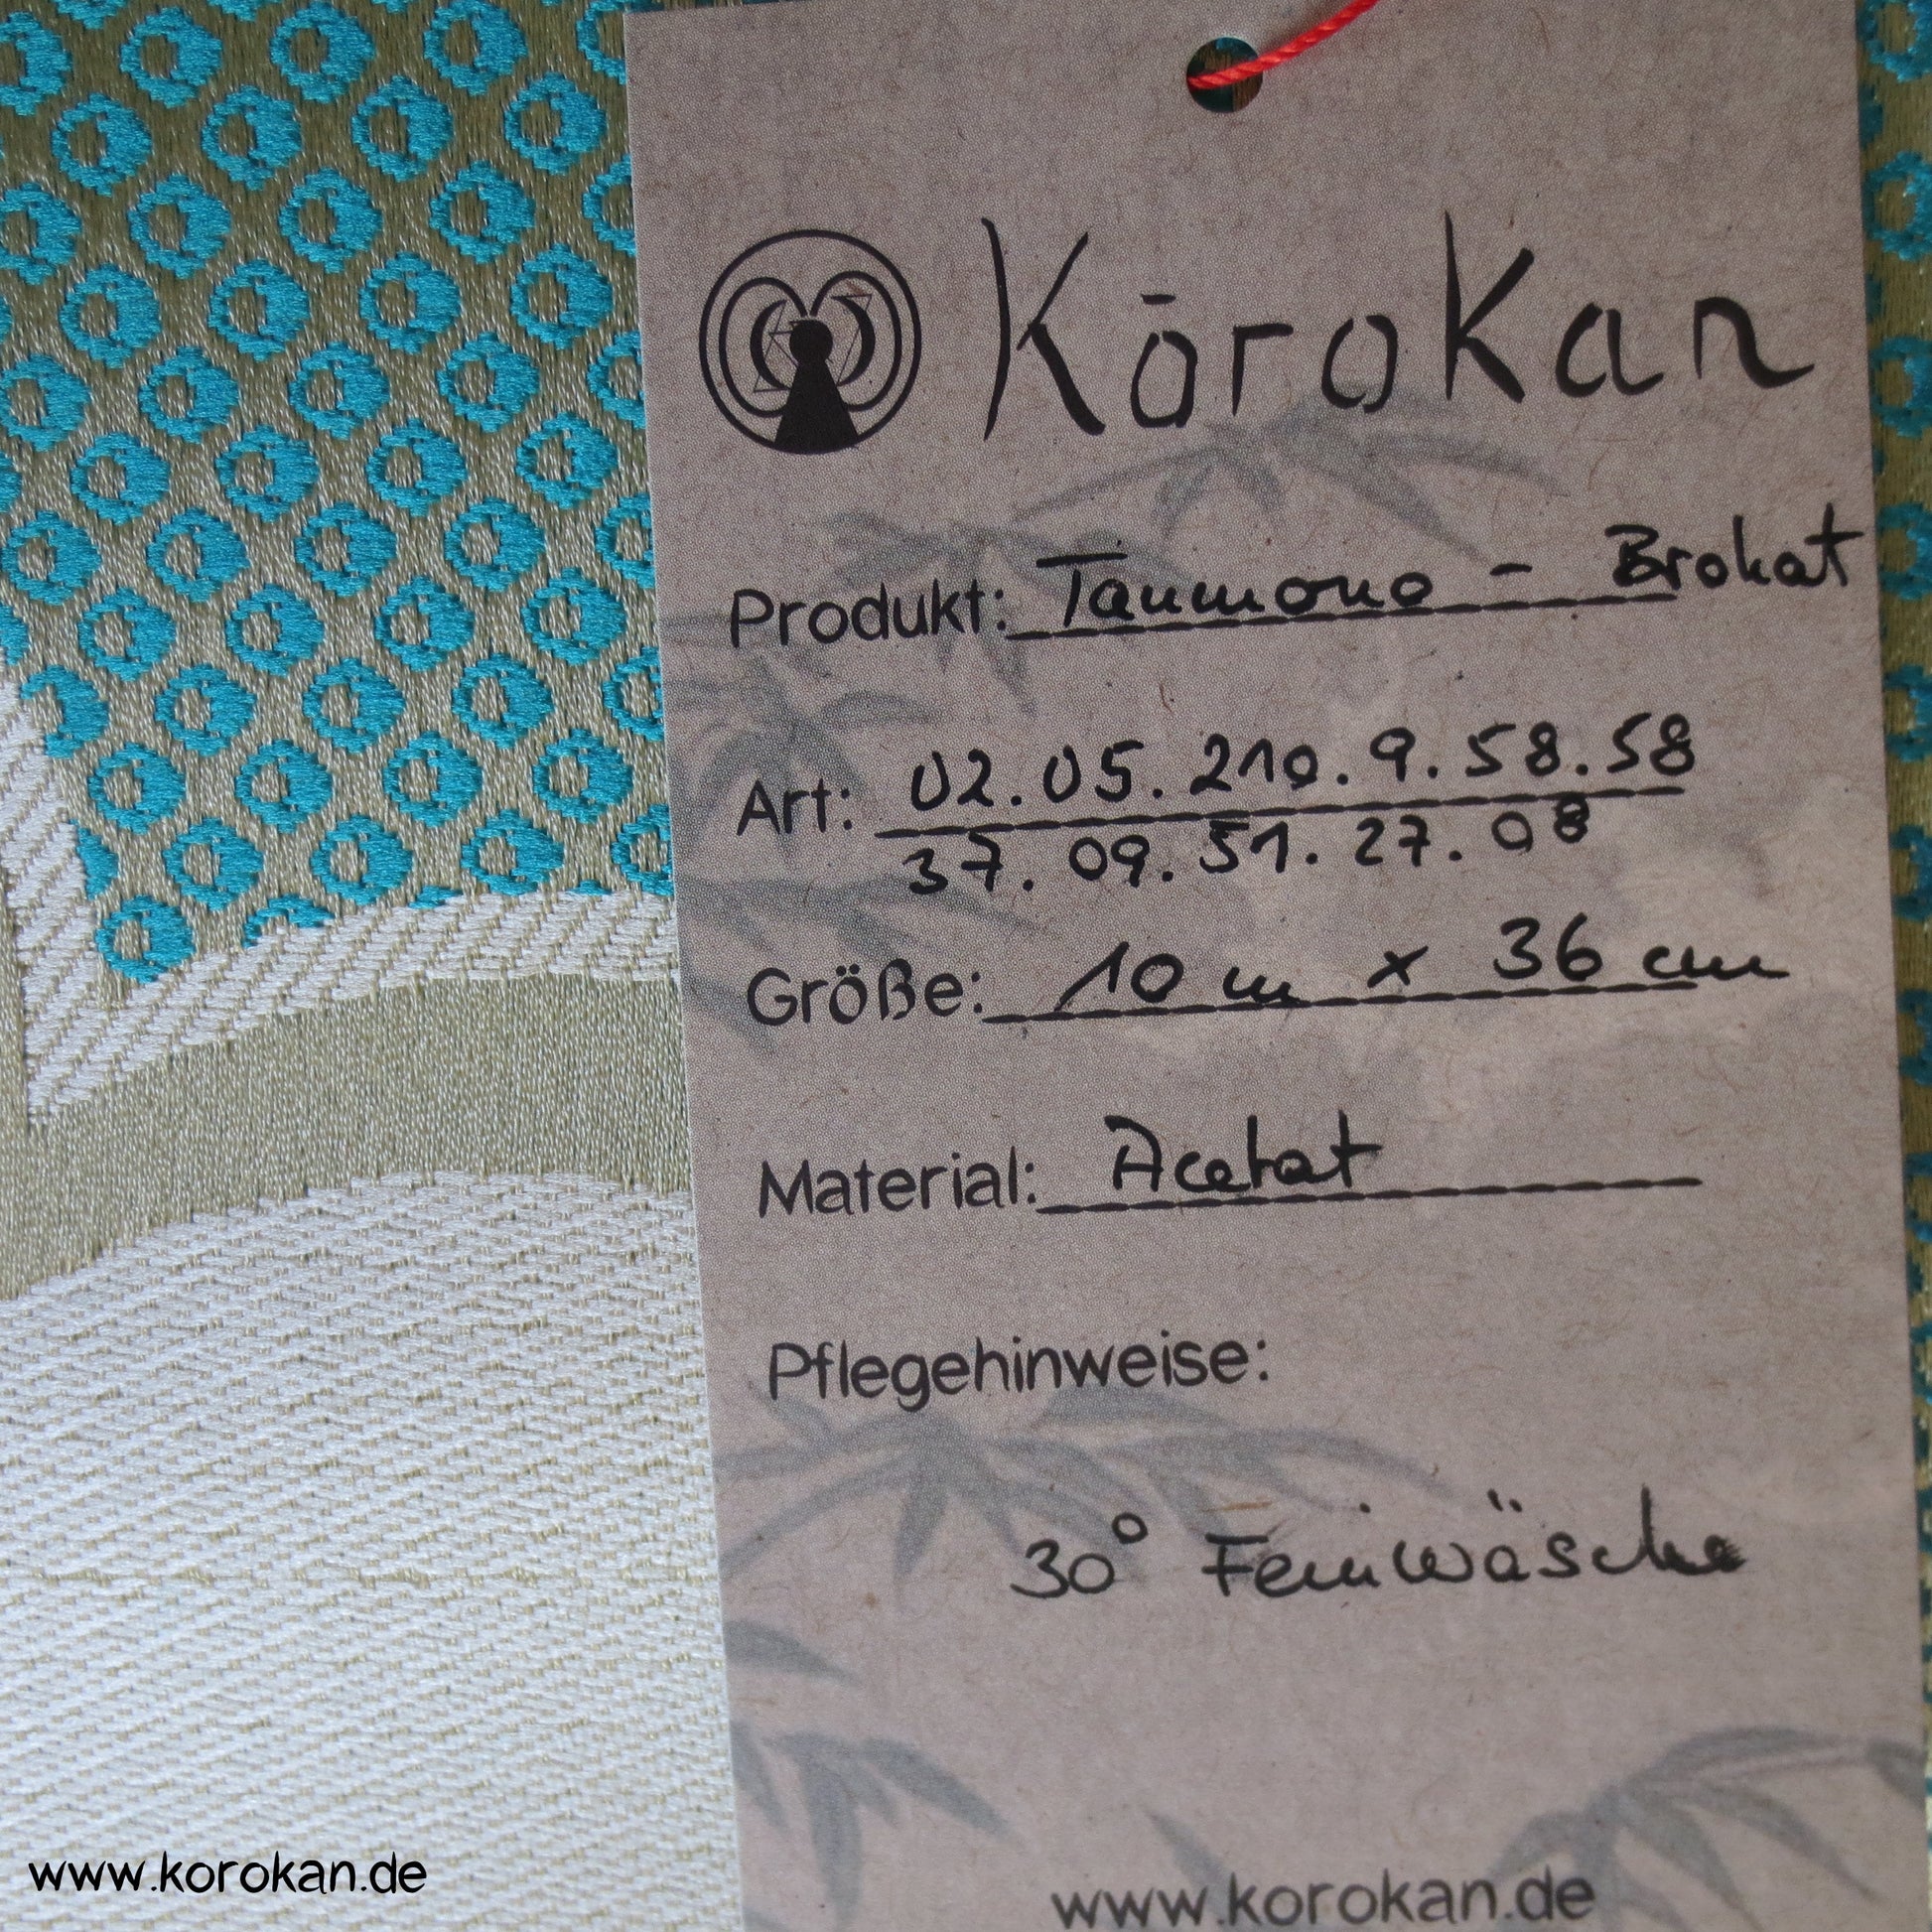 Kōrokan
Produkt: Tanmono - Brokat
Art: 02.05.210.9.58.58
37.09.51.27.08
Größe: 10 m x 36 cm
Material: Acetat
Pflegehinweise:
30° Feinwäsche
www.korokan.de
www.korokan.de